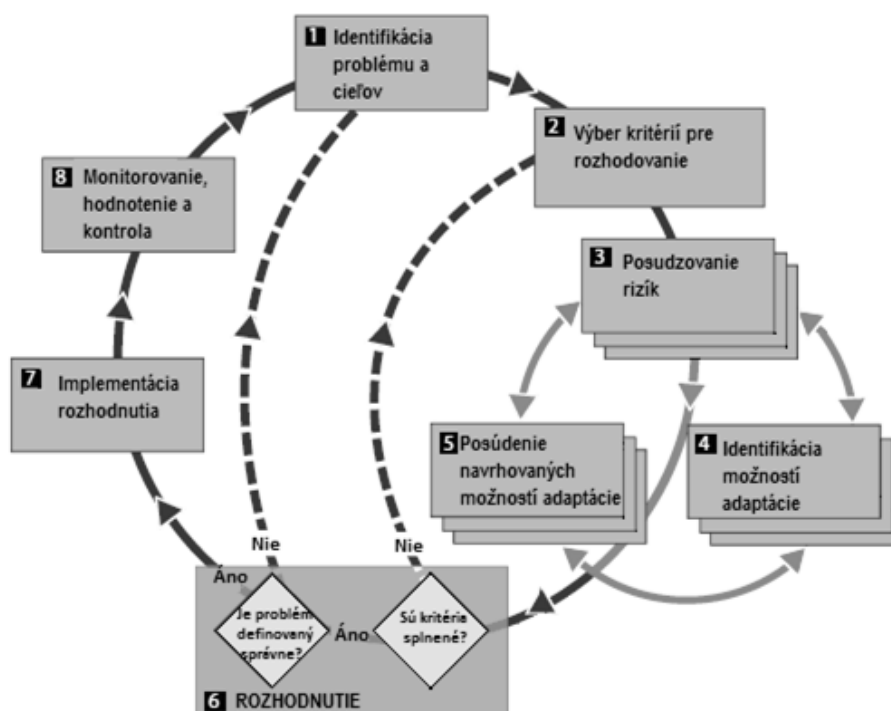 1 Identifikácia
problému a
cieľov
2 Výber kritérií pre
rozhodovanie
3 Posudzovanie
rizík
4 Identifikácia
možností
adaptácie
5 Posúdenie
navrhovaných
možností adaptácie
Nie
Nie
Sú kritéria
splnené?
Áno
Je problém
definovaný
správne?
Áno
6 ROZHODNUTIE
7 Implementácia
rozhodnutia
8 Monitorovanie,
hodnotenie a
kontrola